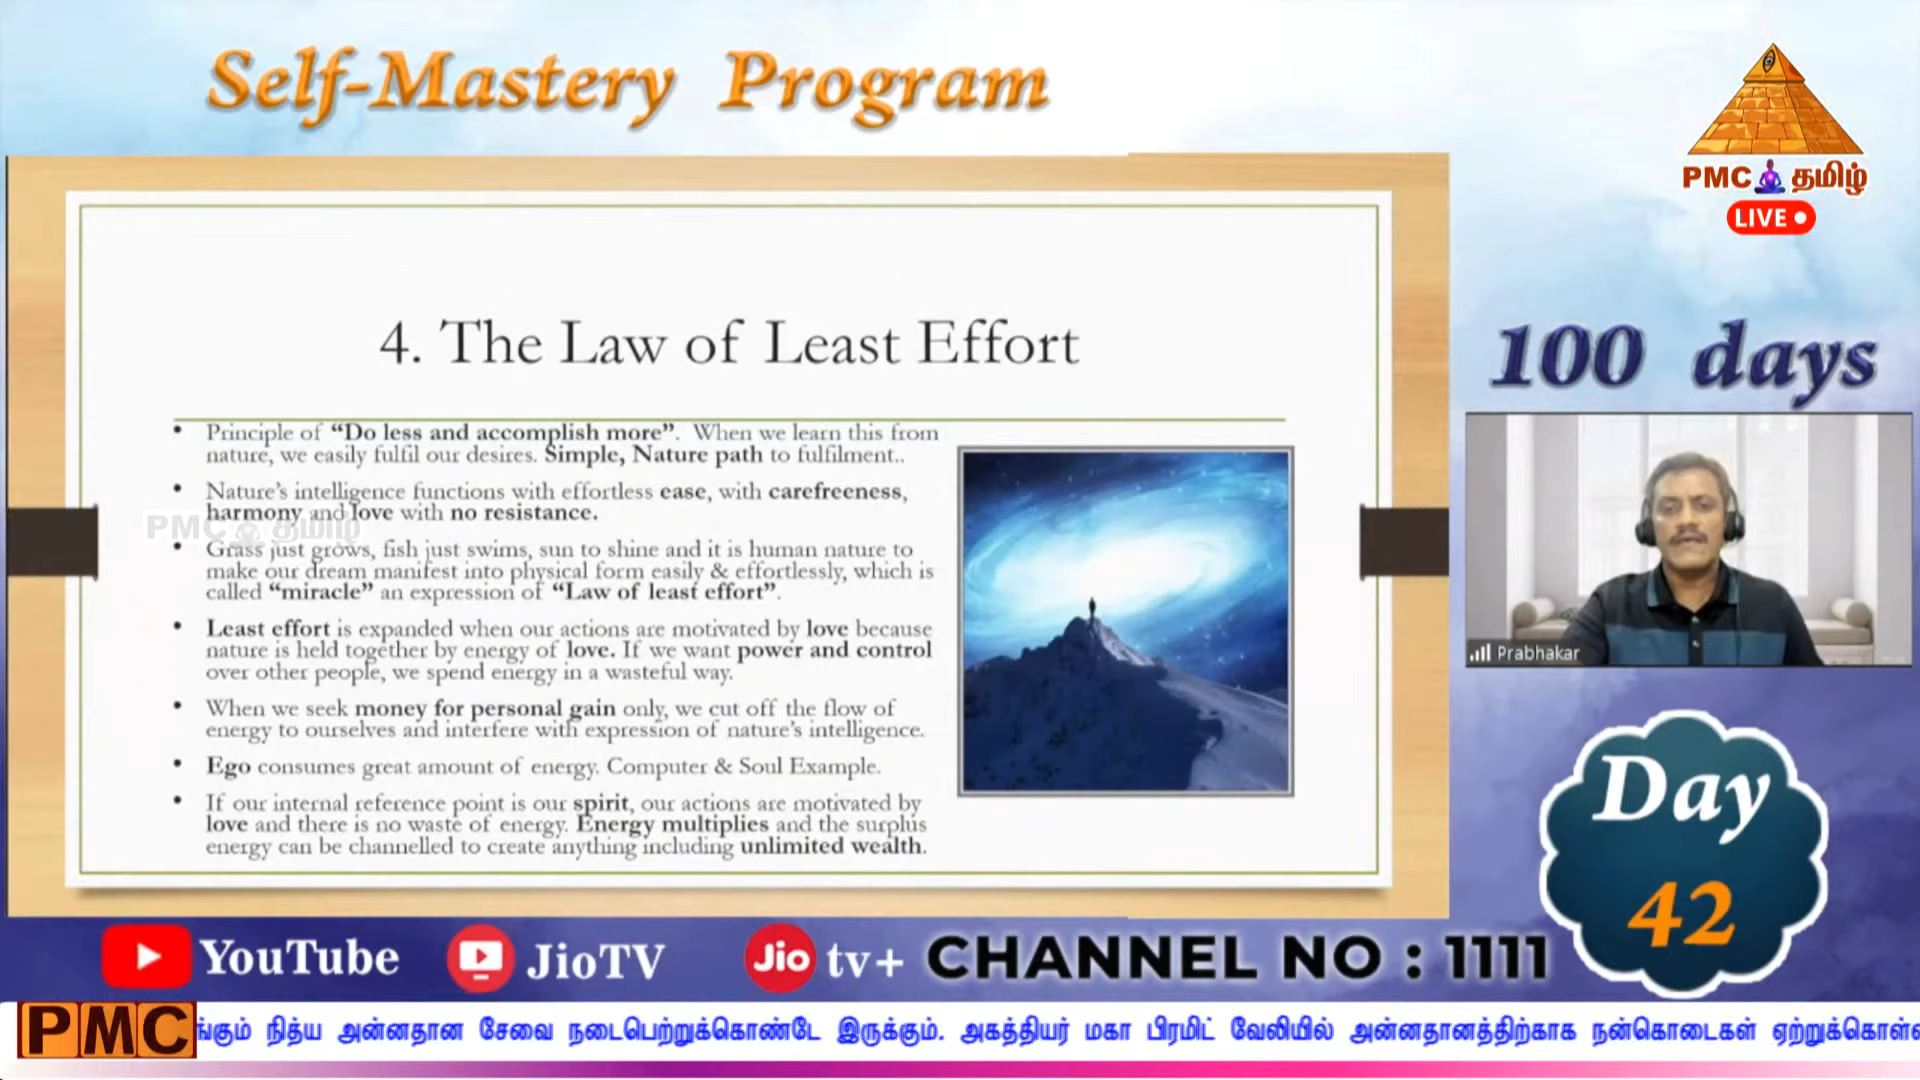 Self-Mastery Program
PMC தமிழ்
LIVE
4. The Law of Least Effort
• Principle of “Do less and accomplish more”. When we learn this from
nature, we easily fulfil our desires. Simple, Nature path to fulfilment..
• Nature’s intelligence functions with effortless ease, with carefreeness,
harmony and love with no resistance.
PMC தமிழ்
• Grass just grows, fish just swims, sun to shine and it is human nature to
make our dream manifest into physical form easily & effortlessly, which is
called “miracle” an expression of “Law of least effort”.
• Least effort is expanded when our actions are motivated by love because
nature is held together by energy of love. If we want power and control
over other people, we spend energy in a wasteful way.
• When we seek money for personal gain only, we cut off the flow of
energy to ourselves and interfere with expression of nature’s intelligence.
• Ego consumes great amount of energy. Computer & Soul Example.
• If our internal reference point is our spirit, our actions are motivated by
love and there is no waste of energy. Energy multiplies and the surplus
energy can be channelled to create anything including unlimited wealth.
100 days
Prabhakar
Day
42
YouTube JioTV Jio tv+ CHANNEL NO : 1111
PMC ங்கும் நித்ய அன்னதான சேவை நடைபெற்றுக்கொண்டே இருக்கும். அகத்தியர் மகா பிரமிட் வேலியில் அன்னதானத்திற்காக நன்கொடைகள்